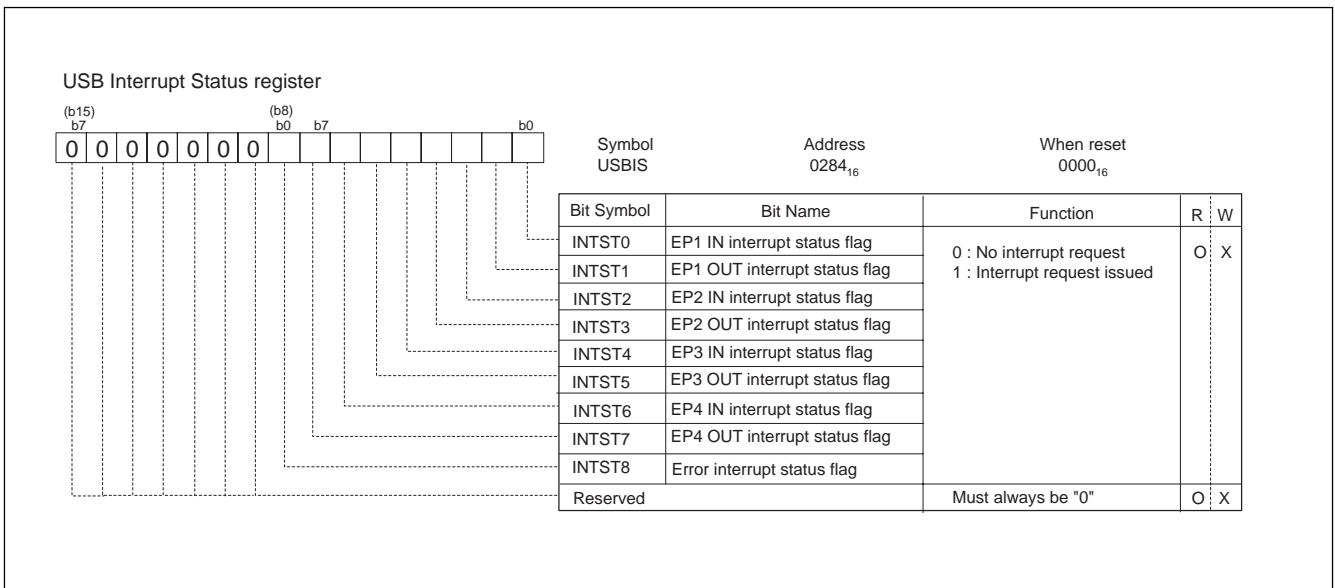 USB Interrupt Status register
(b15) (b8)
b7 b0 b7 b0
0 0 0 0 0 0 0
Symbol Address When reset
USBIS 0284₁₆ 0000₁₆
Bit Symbol Bit Name Function R W
INTST0 EP1 IN interrupt status flag 0 : No interrupt request O X
INTST1 EP1 OUT interrupt status flag 1 : Interrupt request issued
INTST2 EP2 IN interrupt status flag
INTST3 EP2 OUT interrupt status flag
INTST4 EP3 IN interrupt status flag
INTST5 EP3 OUT interrupt status flag
INTST6 EP4 IN interrupt status flag
INTST7 EP4 OUT interrupt status flag
INTST8 Error interrupt status flag
Reserved Must always be "0" O X